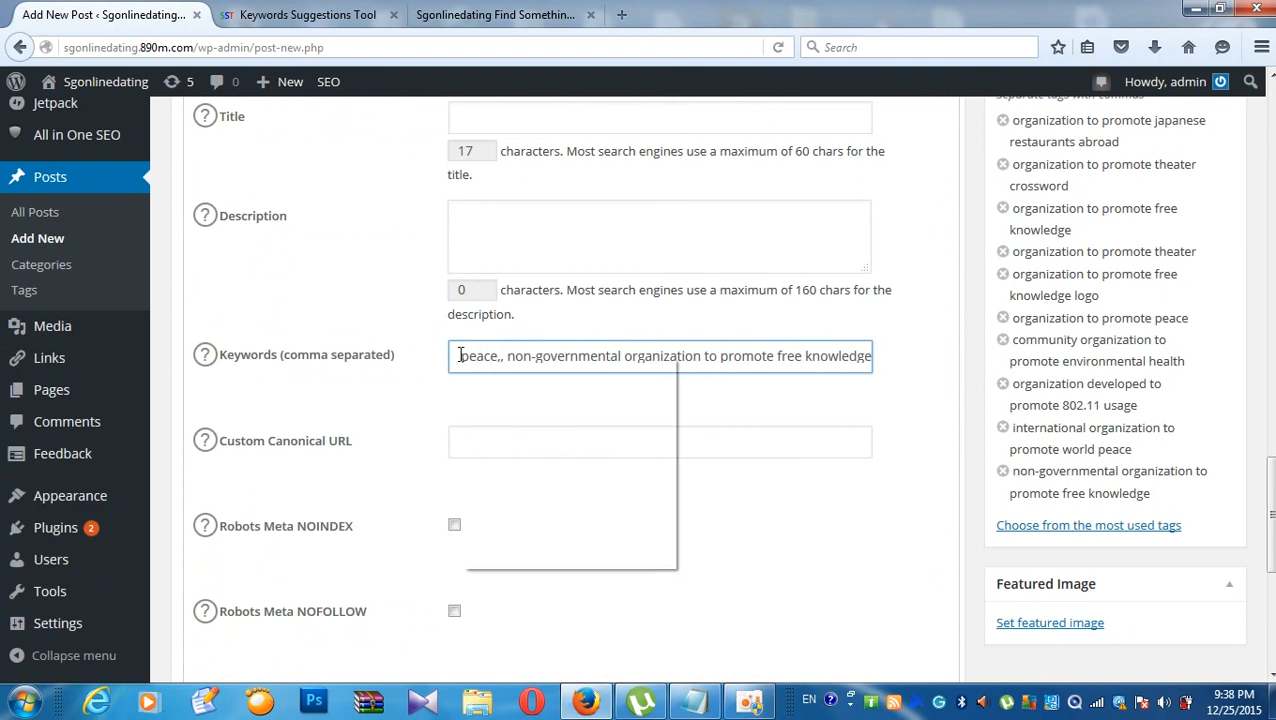 Add New Post ‹ Sgonlinedating...
Keywords Suggestions Tool
Sgonlinedating Find Somethin...
sgonlinedating.890m.com/wp-admin/post-new.php
Search
Sgonlinedating
5
0
New
SEO
Howdy, admin
Jetpack
All in One SEO
Posts
All Posts
Add New
Categories
Tags
Media
Links
Pages
Comments
Feedback
Appearance
Plugins 2
Users
Tools
Settings
Collapse menu
? Title
17 characters. Most search engines use a maximum of 60 chars for the
title.
? Description
0 characters. Most search engines use a maximum of 160 chars for the
description.
? Keywords (comma separated)
peace,, non-governmental organization to promote free knowledge
? Custom Canonical URL
? Robots Meta NOINDEX
? Robots Meta NOFOLLOW
Separate tags with commas
organization to promote japanese
restaurants abroad
organization to promote theater
crossword
organization to promote free
knowledge
organization to promote theater
organization to promote free
knowledge logo
organization to promote peace
community organization to
promote environmental health
organization developed to
promote 802.11 usage
international organization to
promote world peace
non-governmental organization to
promote free knowledge
Choose from the most used tags
Featured Image
Set featured image
Ps
EN
9:38 PM
12/25/2015